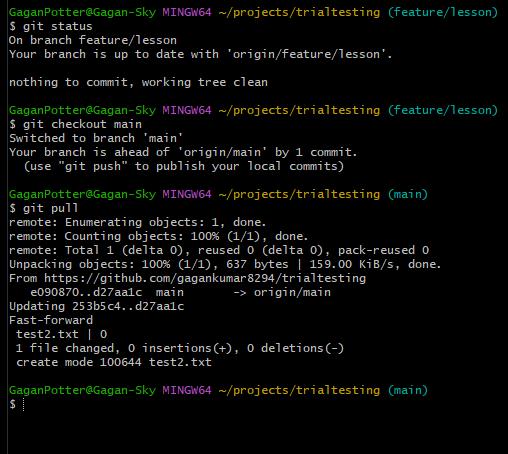 GaganPotter@Gagan-Sky MINGW64 ~/projects/trialtesting (feature/lesson)
$ git status
On branch feature/lesson
Your branch is up to date with 'origin/feature/lesson'.
nothing to commit, working tree clean
GaganPotter@Gagan-Sky MINGW64 ~/projects/trialtesting (feature/lesson)
$ git checkout main
Switched to branch 'main'
Your branch is ahead of 'origin/main' by 1 commit.
  (use "git push" to publish your local commits)
GaganPotter@Gagan-Sky MINGW64 ~/projects/trialtesting (main)
$ git pull
remote: Enumerating objects: 1, done.
remote: Counting objects: 100% (1/1), done.
remote: Total 1 (delta 0), reused 0 (delta 0), pack-reused 0
Unpacking objects: 100% (1/1), 637 bytes | 159.00 KiB/s, done.
From https://github.com/gagankumar8294/trialtesting
   e090870..d27aa1c  main       -> origin/main
Updating 253b5c4..d27aa1c
Fast-forward
 test2.txt | 0
 1 file changed, 0 insertions(+), 0 deletions(-)
 create mode 100644 test2.txt
GaganPotter@Gagan-Sky MINGW64 ~/projects/trialtesting (main)
$